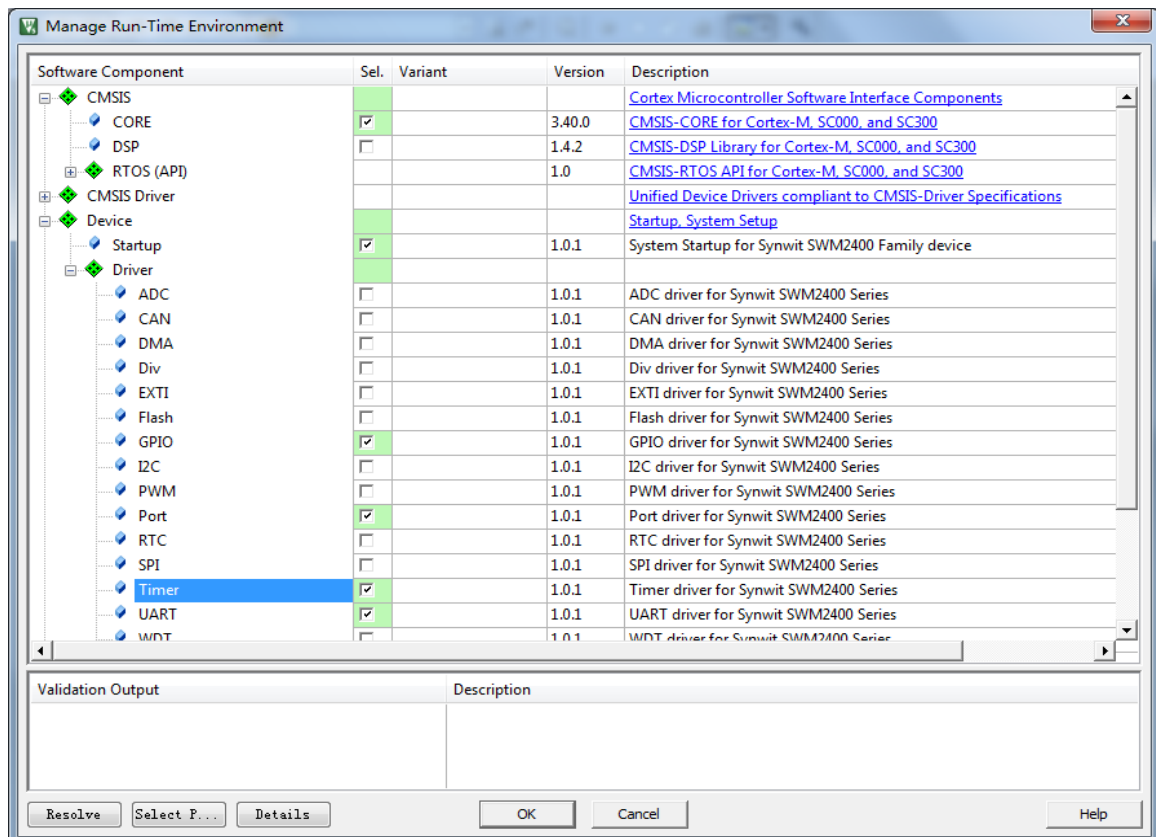 Manage Run-Time Environment
Software Component Sel. Variant Version Description
CMSIS Cortex Microcontroller Software Interface Components
CORE 3.40.0 CMSIS-CORE for Cortex-M, SC000, and SC300
DSP 1.4.2 CMSIS-DSP Library for Cortex-M, SC000, and SC300
RTOS (API) 1.0 CMSIS-RTOS API for Cortex-M, SC000, and SC300
CMSIS Driver Unified Device Drivers compliant to CMSIS-Driver Specifications
Device Startup, System Setup
Startup 1.0.1 System Startup for Synwit SWM2400 Family device
Driver
ADC 1.0.1 ADC driver for Synwit SWM2400 Series
CAN 1.0.1 CAN driver for Synwit SWM2400 Series
DMA 1.0.1 DMA driver for Synwit SWM2400 Series
Div 1.0.1 Div driver for Synwit SWM2400 Series
EXTI 1.0.1 EXTI driver for Synwit SWM2400 Series
Flash 1.0.1 Flash driver for Synwit SWM2400 Series
GPIO 1.0.1 GPIO driver for Synwit SWM2400 Series
I2C 1.0.1 I2C driver for Synwit SWM2400 Series
PWM 1.0.1 PWM driver for Synwit SWM2400 Series
Port 1.0.1 Port driver for Synwit SWM2400 Series
RTC 1.0.1 RTC driver for Synwit SWM2400 Series
SPI 1.0.1 SPI driver for Synwit SWM2400 Series
Timer 1.0.1 Timer driver for Synwit SWM2400 Series
UART 1.0.1 UART driver for Synwit SWM2400 Series
WDT 1.0.1 WDT driver for Synwit SWM2400 Series
Validation Output Description
Resolve Select P... Details OK Cancel Help